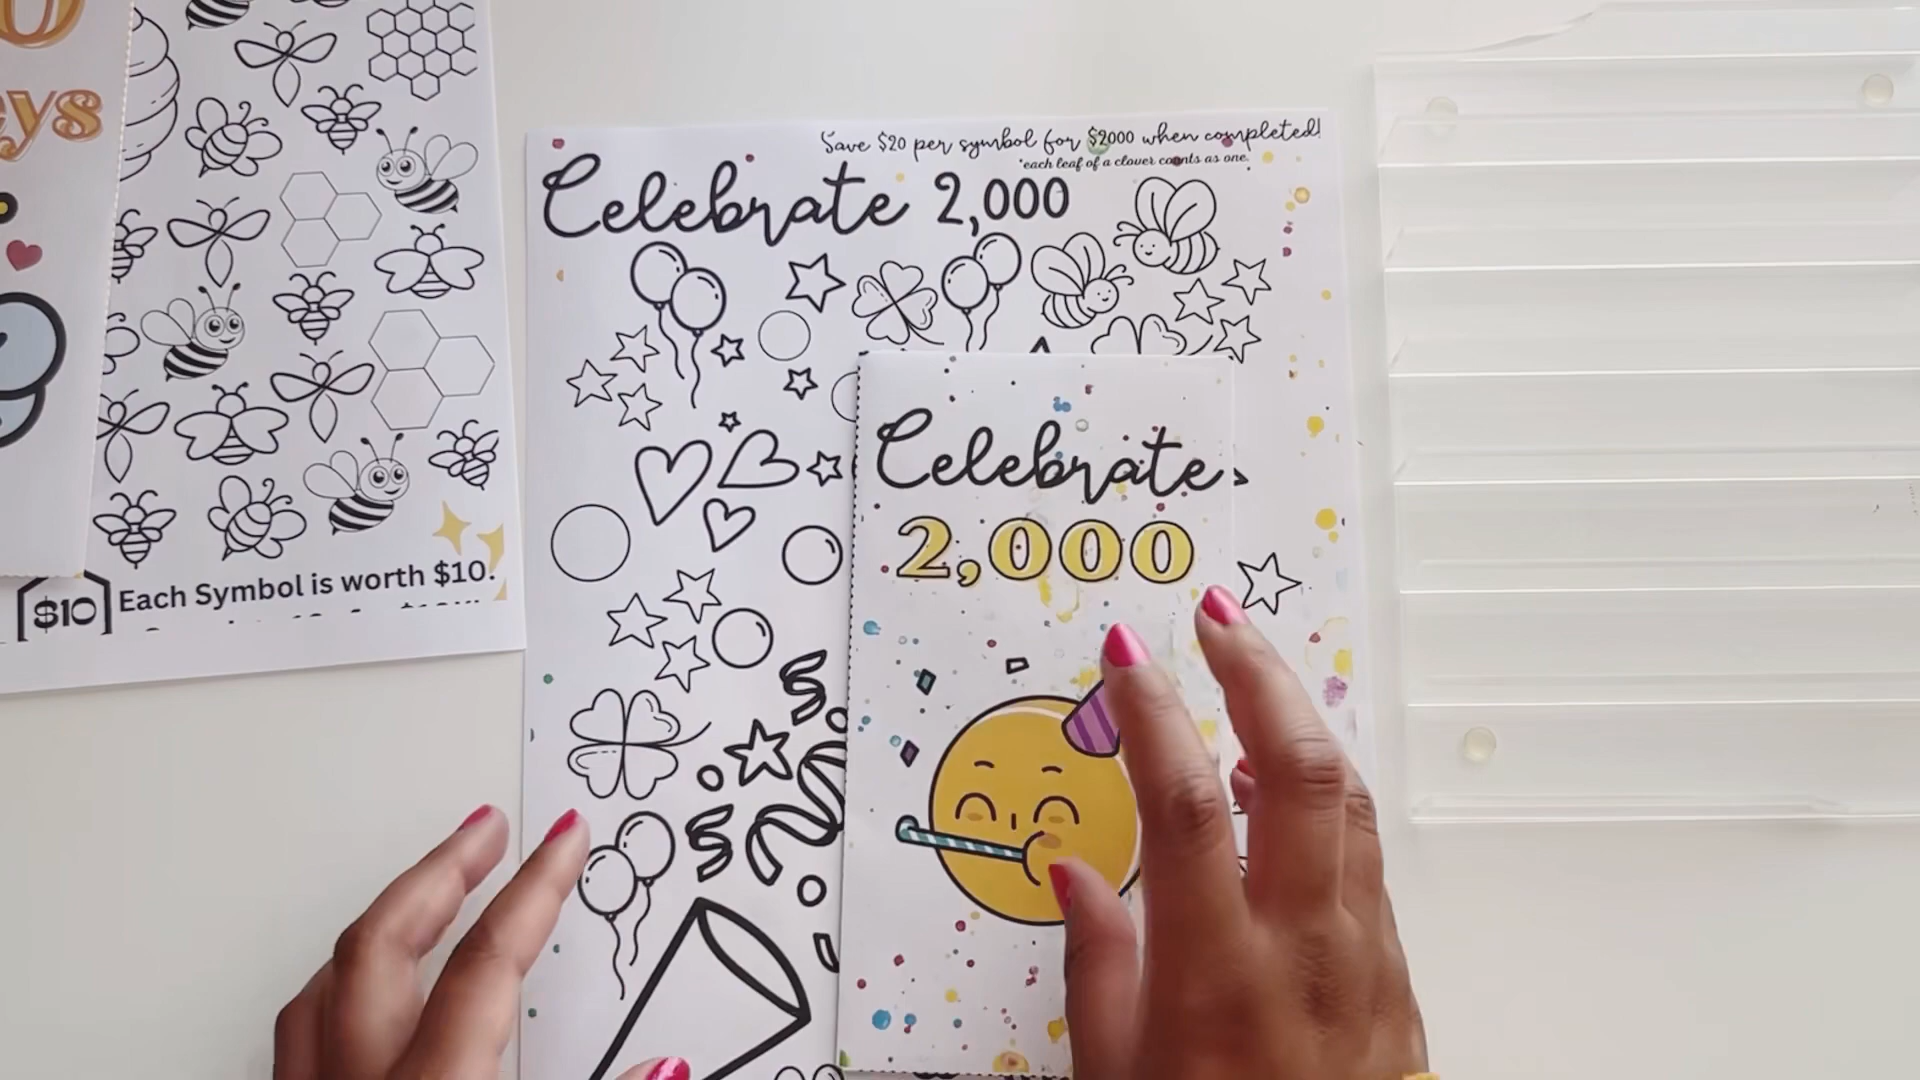 eys
$10 Each Symbol is worth $10.
Save $20 per symbol for $2000 when completed!
*each leaf of a clover counts as one.
Celebrate 2,000
Celebrate
2,000